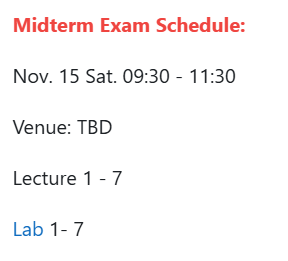 Midterm Exam Schedule:
Nov. 15 Sat. 09:30 - 11:30
Venue: TBD
Lecture 1 - 7
Lab 1- 7